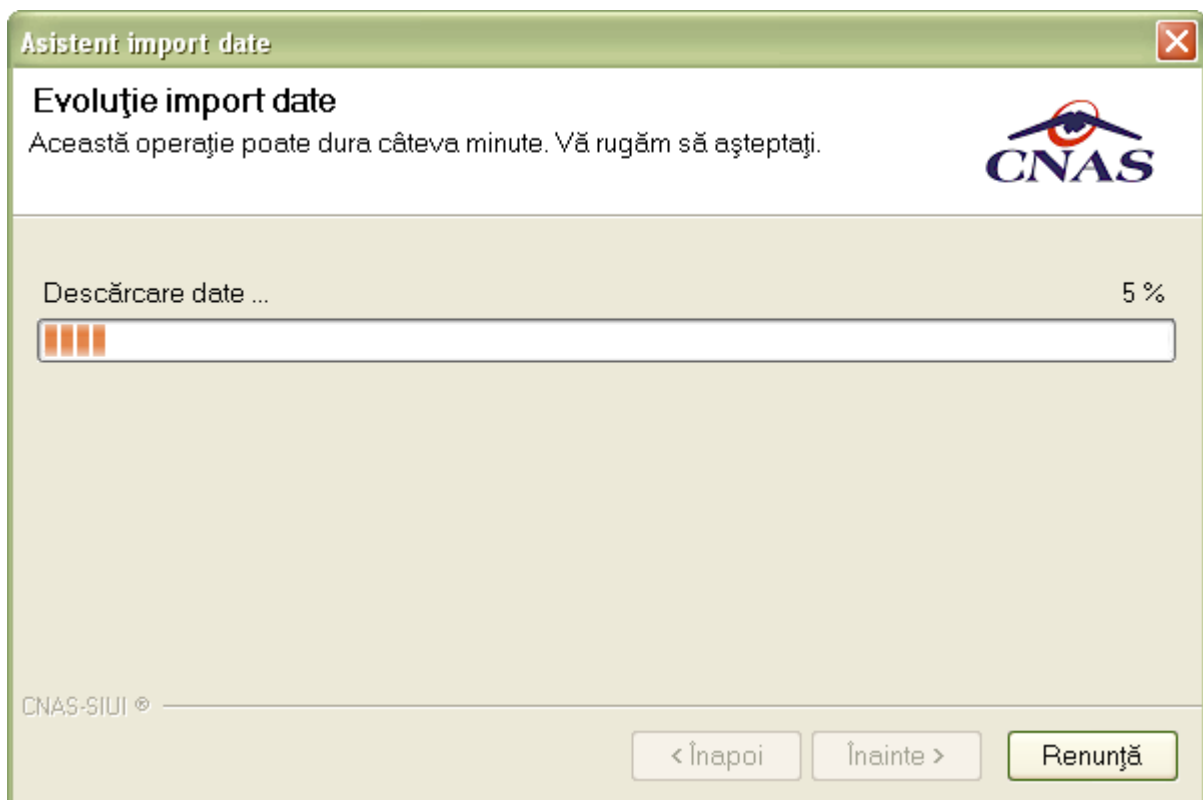 Asistent import date
Evoluţie import date
Această operaţie poate dura câteva minute. Vă rugăm să aşteptaţi.
CNAS
Descărcare date ... 5 %
CNAS-SIUI ®
< Înapoi Înainte > Renunţă